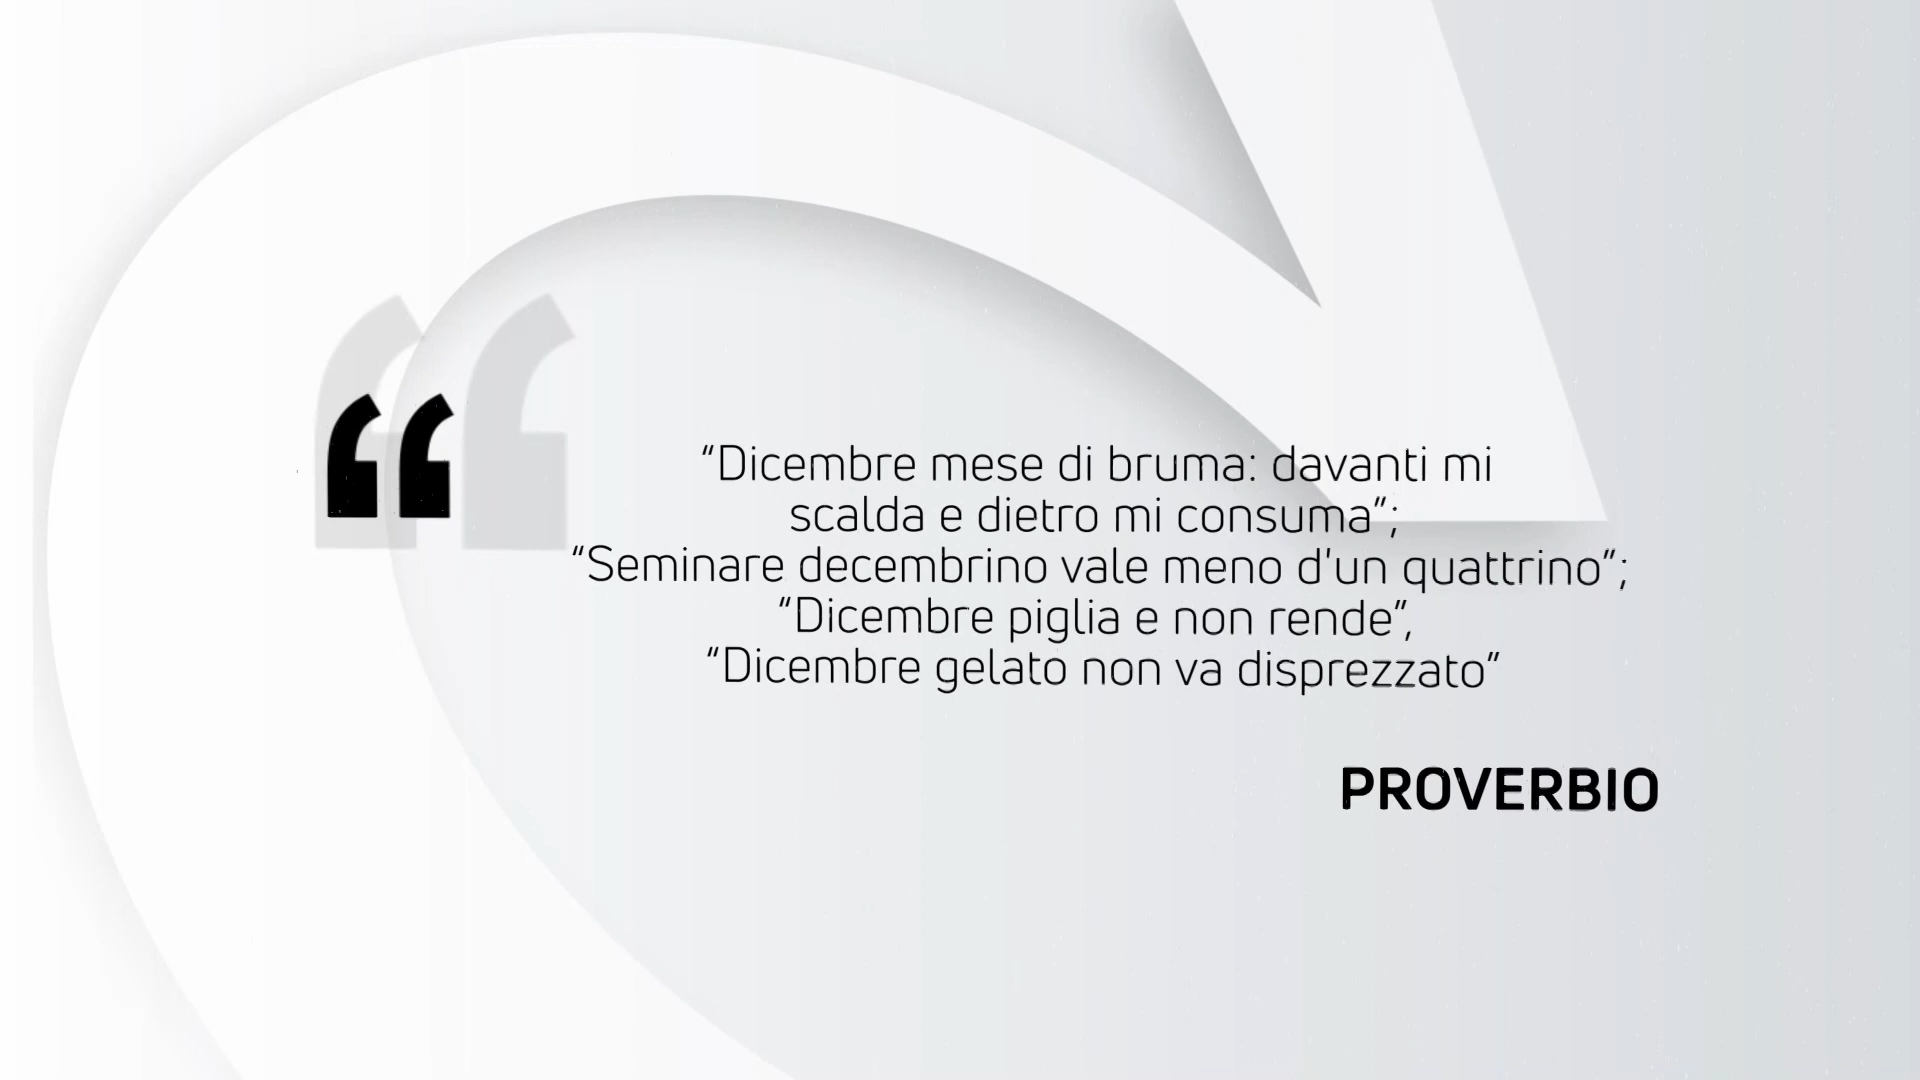 “Dicembre mese di bruma: davanti mi
scalda e dietro mi consuma”;
“Seminare decembrino vale meno d'un quattrino”;
“Dicembre piglia e non rende”,
“Dicembre gelato non va disprezzato”
PROVERBIO